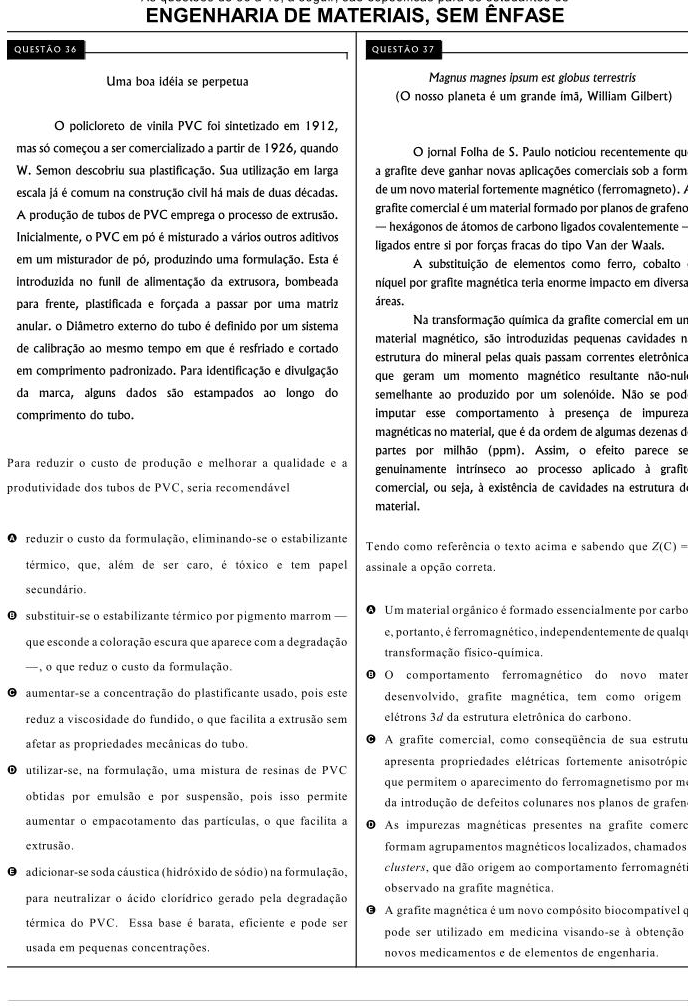 ENGENHARIA DE MATERIAIS, SEM ÊNFASE
QUESTÃO 36
Uma boa idéia se perpetua
O policloreto de vinila PVC foi sintetizado em 1912,
mas só começou a ser comercializado a partir de 1926, quando
W. Semon descobriu sua plastificação. Sua utilização em larga
escala já é comum na construção civil há mais de duas décadas.
A produção de tubos de PVC emprega o processo de extrusão.
Inicialmente, o PVC em pó é misturado a vários outros aditivos
em um misturador de pó, produzindo uma formulação. Esta é
introduzida no funil de alimentação da extrusora, bombeada
para frente, plastificada e forçada a passar por uma matriz
anular. o Diâmetro externo do tubo é definido por um sistema
de calibração ao mesmo tempo em que é resfriado e cortado
em comprimento padronizado. Para identificação e divulgação
da marca, alguns dados são estampados ao longo do
comprimento do tubo.
Para reduzir o custo de produção e melhorar a qualidade e a
produtividade dos tubos de PVC, seria recomendável
A reduzir o custo da formulação, eliminando-se o estabilizante
térmico, que, além de ser caro, é tóxico e tem papel
secundário.
B substituir-se o estabilizante térmico por pigmento marrom —
que esconde a coloração escura que aparece com a degradação
—, o que reduz o custo da formulação.
C aumentar-se a concentração do plastificante usado, pois este
reduz a viscosidade do fundido, o que facilita a extrusão sem
afetar as propriedades mecânicas do tubo.
D utilizar-se, na formulação, uma mistura de resinas de PVC
obtidas por emulsão e por suspensão, pois isso permite
aumentar o empacotamento das partículas, o que facilita a
extrusão.
E adicionar-se soda cáustica (hidróxido de sódio) na formulação,
para neutralizar o ácido clorídrico gerado pela degradação
térmica do PVC. Essa base é barata, eficiente e pode ser
usada em pequenas concentrações.
QUESTÃO 37
Magnus magnes ipsum est globus terrestris
(O nosso planeta é um grande ímã, William Gilbert)
O jornal Folha de S. Paulo noticiou recentemente qu
a grafite deve ganhar novas aplicações comerciais sob a form
de um novo material fortemente magnético (ferromagneto). A
grafite comercial é um material formado por planos de grafeno
— hexágonos de átomos de carbono ligados covalentemente —
ligados entre si por forças fracas do tipo Van der Waals.
A substituição de elementos como ferro, cobalto
níquel por grafite magnética teria enorme impacto em diversa
áreas.
Na transformação química da grafite comercial em um
material magnético, são introduzidas pequenas cavidades n
estrutura do mineral pelas quais passam correntes eletrônica
que geram um momento magnético resultante não-nul
semelhante ao produzido por um solenóide. Não se pod
imputar esse comportamento à presença de impureza
magnéticas no material, que é da ordem de algumas dezenas d
partes por milhão (ppm). Assim, o efeito parece se
genuinamente intrínseco ao processo aplicado à grafit
comercial, ou seja, à existência de cavidades na estrutura d
material.
Tendo como referência o texto acima e sabendo que Z(C) =
assinale a opção correta.
A Um material orgânico é formado essencialmente por carbo
e, portanto, é ferromagnético, independentemente de qualqu
transformação físico-química.
B O comportamento ferromagnético do novo mater
desenvolvido, grafite magnética, tem como origem
elétrons 3d da estrutura eletrônica do carbono.
C A grafite comercial, como conseqüência de sua estrutu
apresenta propriedades elétricas fortemente anisotrópic
que permitem o aparecimento do ferromagnetismo por me
da introdução de defeitos colunares nos planos de grafen
D As impurezas magnéticas presentes na grafite comerc
formam agrupamentos magnéticos localizados, chamados
clusters, que dão origem ao comportamento ferromagnéti
observado na grafite magnética.
E A grafite magnética é um novo compósito biocompatível q
pode ser utilizado em medicina visando-se à obtenção
novos medicamentos e de elementos de engenharia.